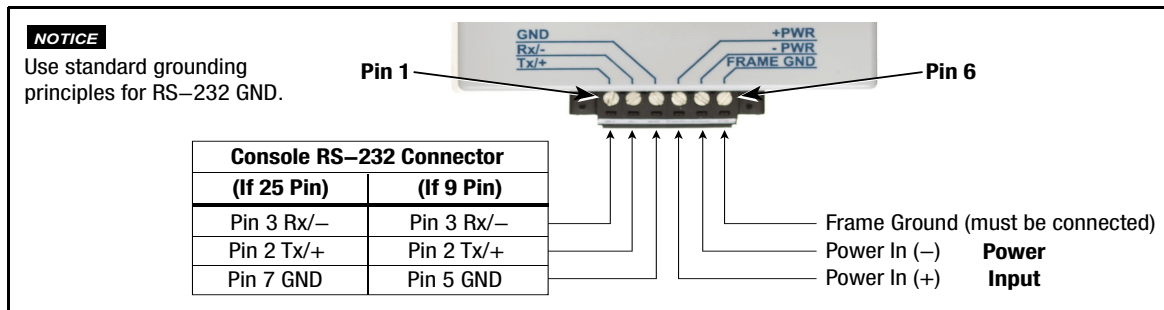 NOTICE
Use standard grounding
principles for RS–232 GND.
GND
Rx/-
Tx/+
+PWR
- PWR
FRAME GND
Pin 1
Pin 6
Console RS–232 Connector
(If 25 Pin) (If 9 Pin)
Pin 3 Rx/– Pin 3 Rx/–
Pin 2 Tx/+ Pin 2 Tx/+
Pin 7 GND Pin 5 GND
Frame Ground (must be connected)
Power In (–) Power
Power In (+) Input